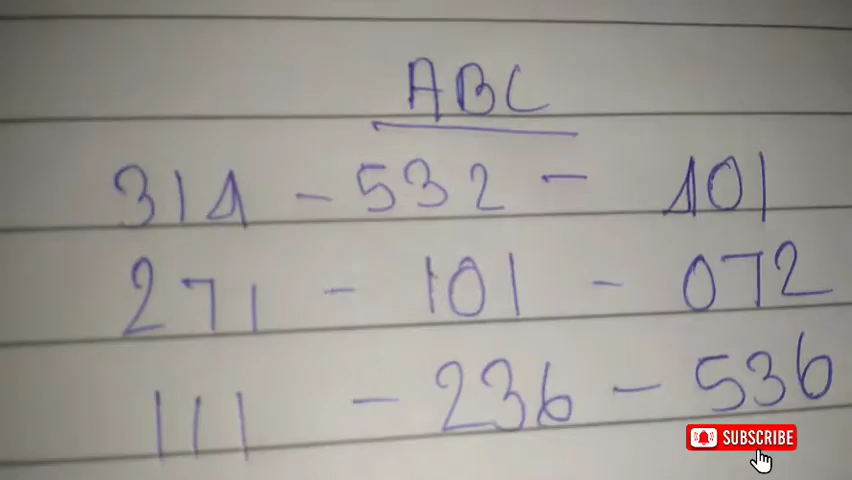 ABC
314 - 532 - 101
271 - 101 - 072
111 - 236 - 536
SUBSCRIBE